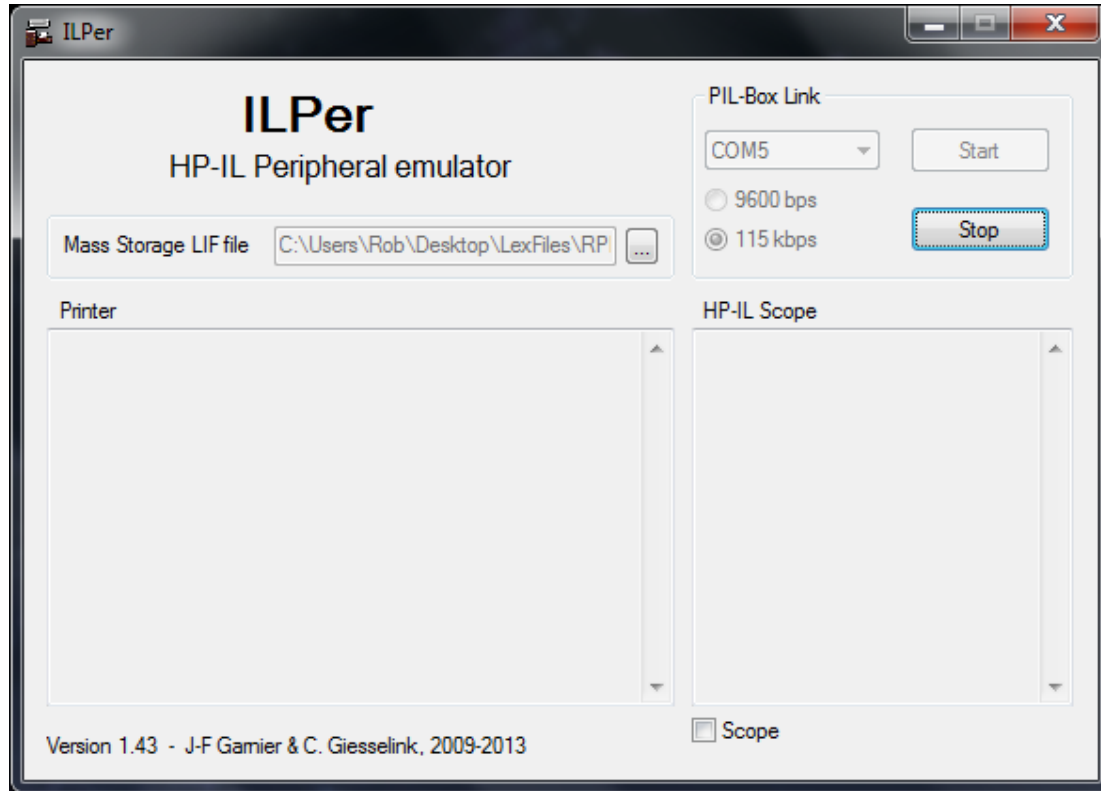 ILPer
ILPer
HP-IL Peripheral emulator
Mass Storage LIF file C:\Users\Rob\Desktop\LexFiles\RP ...
PIL-Box Link
COM5 Start
9600 bps
115 kbps Stop
Printer
HP-IL Scope
Version 1.43 - J-F Garnier & C. Giesselink, 2009-2013
Scope